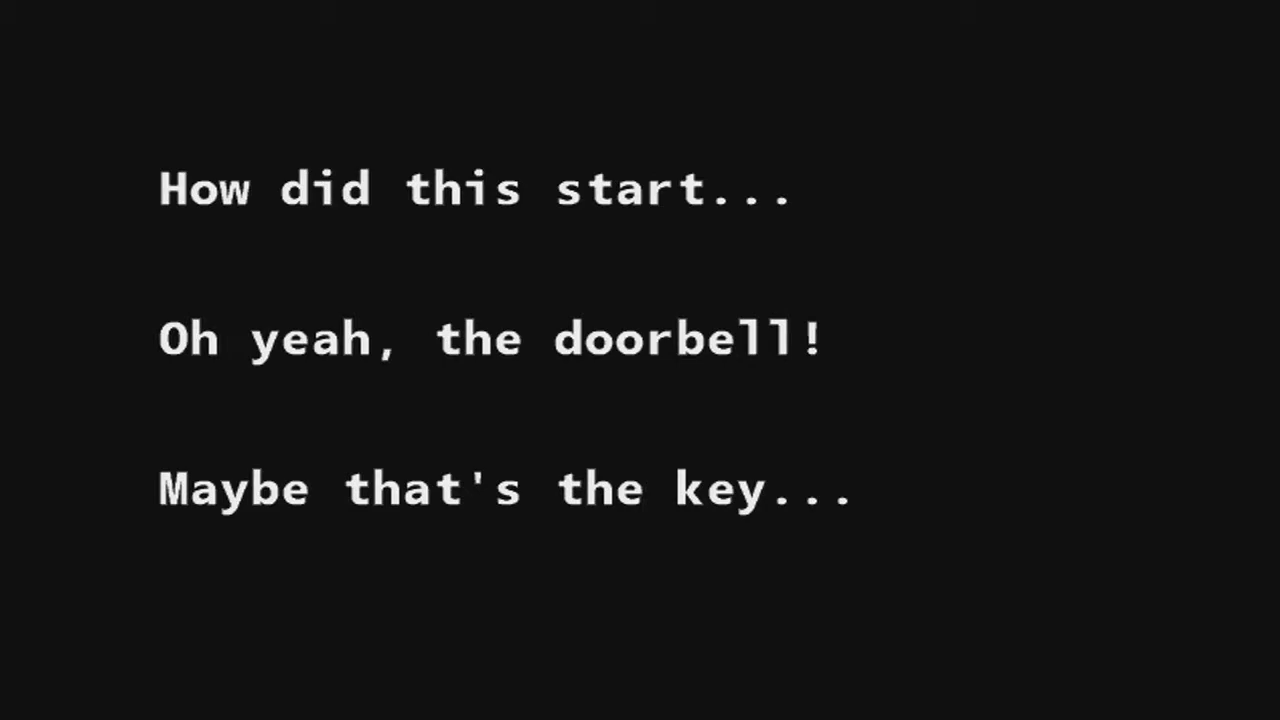 How did this start...
Oh yeah, the doorbell!
Maybe that's the key...